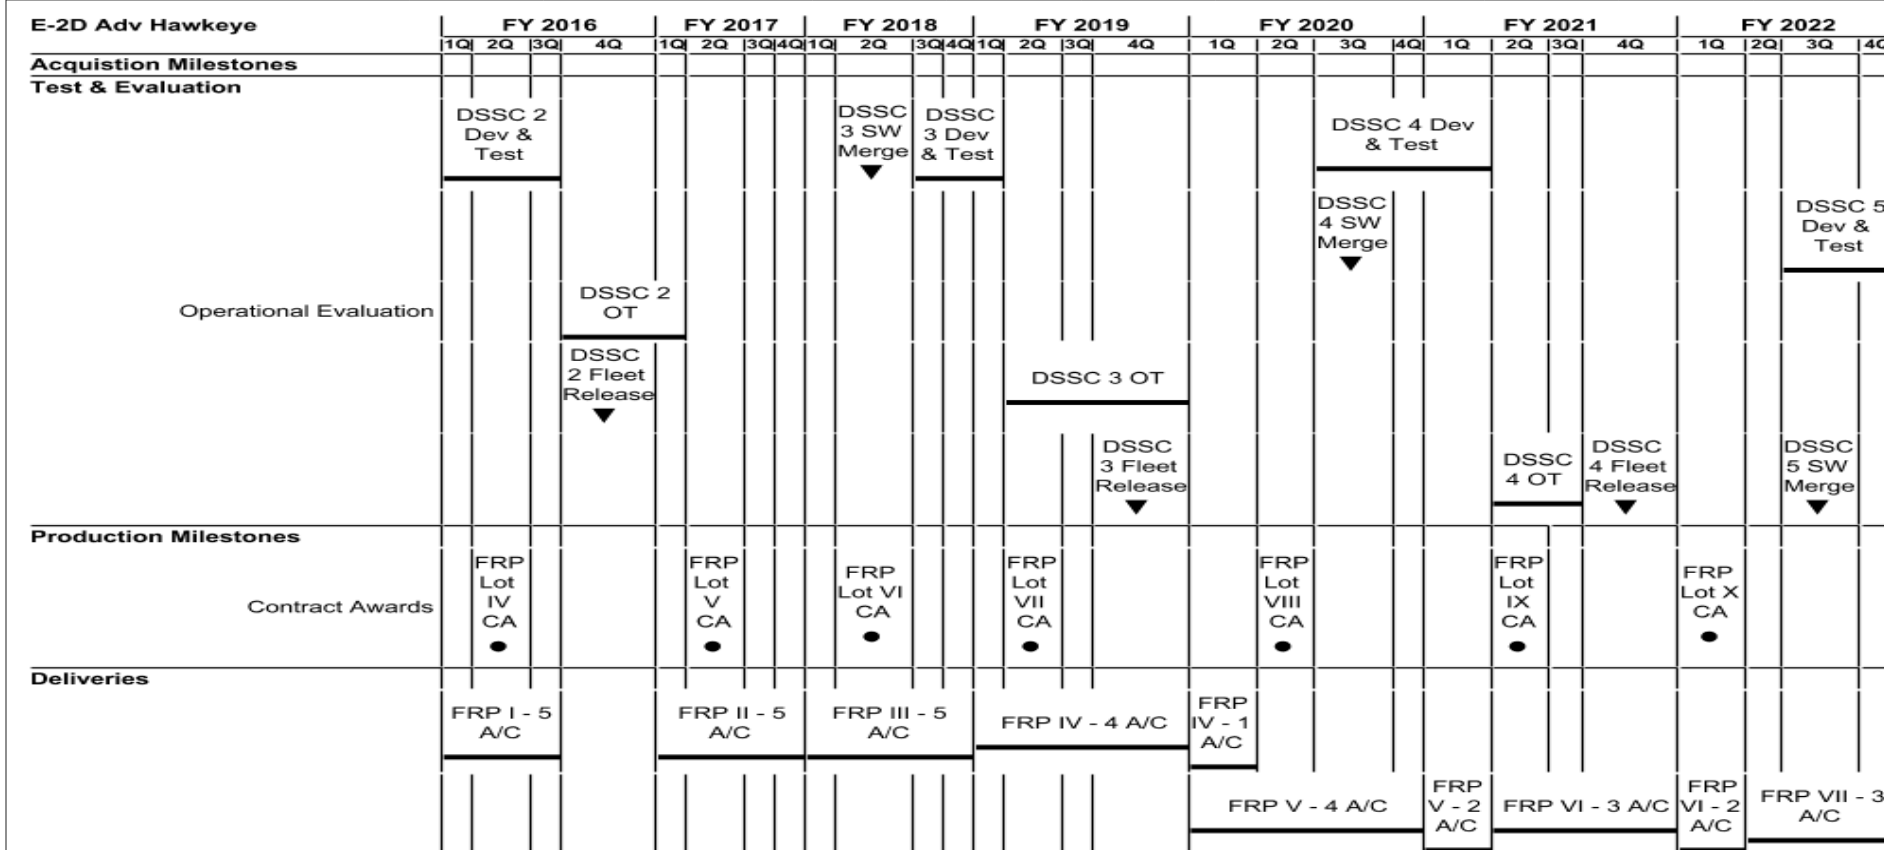 E-2D Adv Hawkeye FY 2016 FY 2017 FY 2018 FY 2019 FY 2020 FY 2021 FY 2022
1Q 2Q 3Q 4Q 1Q 2Q 3Q 4Q 1Q 2Q 3Q 4Q 1Q 2Q 3Q 4Q 1Q 2Q 3Q 4Q 1Q 2Q 3Q 4Q 1Q 2Q 3Q 4Q
Acquistion Milestones
Test & Evaluation
DSSC 2
Dev &
Test
DSSC
3 SW
Merge
DSSC
3 Dev
& Test
DSSC 4 Dev
& Test
DSSC
4 SW
Merge
DSSC 5
Dev &
Test
Operational Evaluation
DSSC 2
OT
DSSC
2 Fleet
Release
DSSC 3 OT
DSSC
3 Fleet
Release
DSSC
4 OT
DSSC
4 Fleet
Release
DSSC
5 SW
Merge
Production Milestones
Contract Awards
FRP
Lot
IV
CA
FRP
Lot
V
CA
FRP
Lot VI
CA
FRP
Lot
VII
CA
FRP
Lot
VIII
CA
FRP
Lot
IX
CA
FRP
Lot X
CA
Deliveries
FRP I - 5
A/C
FRP II - 5
A/C
FRP III - 5
A/C
FRP IV - 4 A/C
FRP
IV - 1
A/C
FRP V - 4 A/C
FRP
V - 2
A/C
FRP VI - 3 A/C
FRP
VI - 2
A/C
FRP VII - 3
A/C